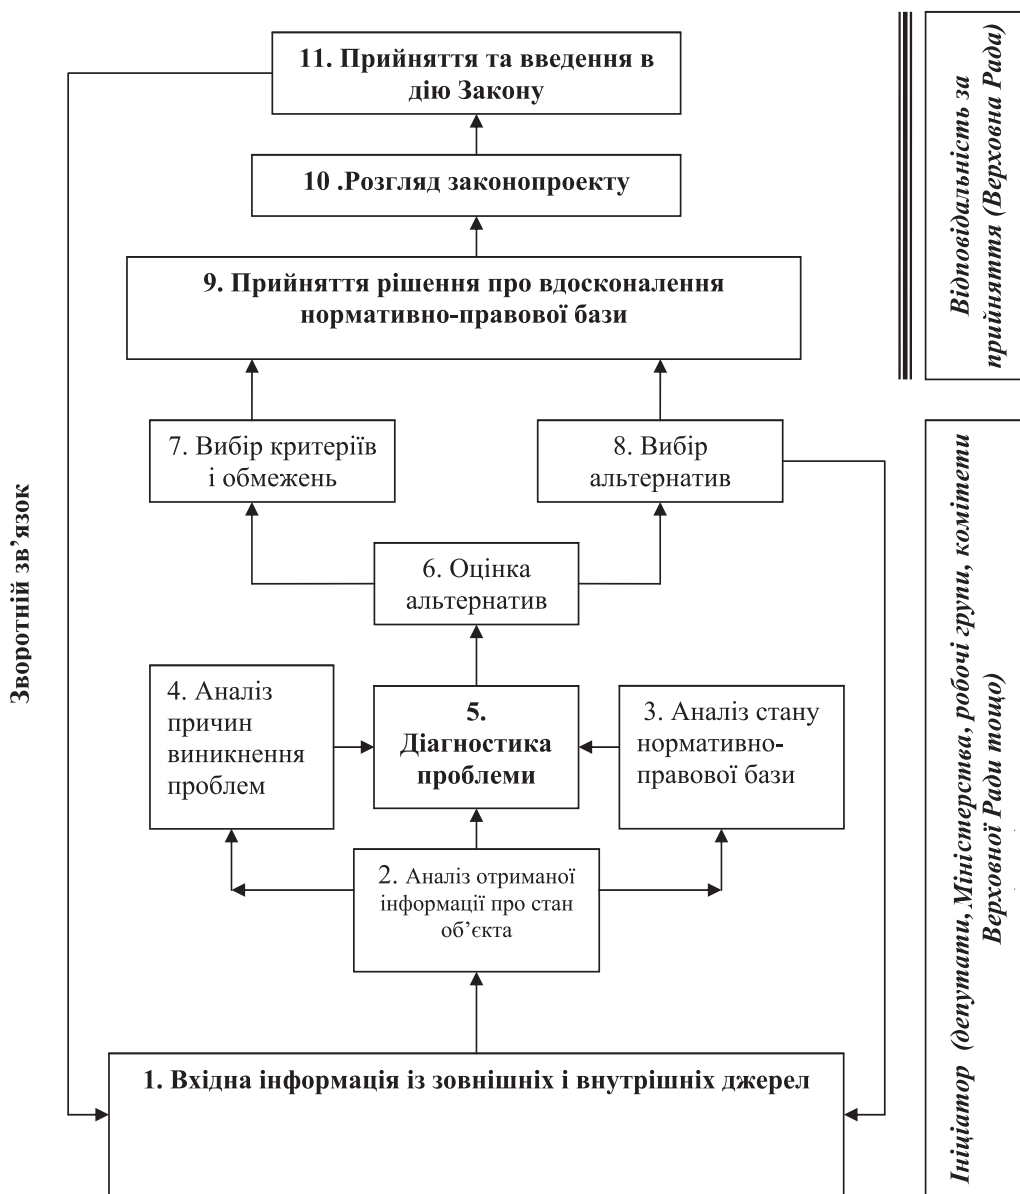 11. Прийняття та введення в
дію Закону
10 .Розгляд законопроекту
9. Прийняття рішення про вдосконалення
нормативно-правової бази
7. Вибір критеріїв
і обмежень
8. Вибір
альтернатив
6. Оцінка
альтернатив
4. Аналіз
причин
виникнення
проблем
5.
Діагностика
проблеми
3. Аналіз стану
нормативно-
правової бази
2. Аналіз отриманої
інформації про стан
об’єкта
1. Вхідна інформація із зовнішніх і внутрішніх джерел
Зворотній зв’язок
Відповідальність за
прийняття (Верховна Рада)
Ініціатор (депутати, Міністерства, робочі групи, комітети
Верховної Ради тощо)